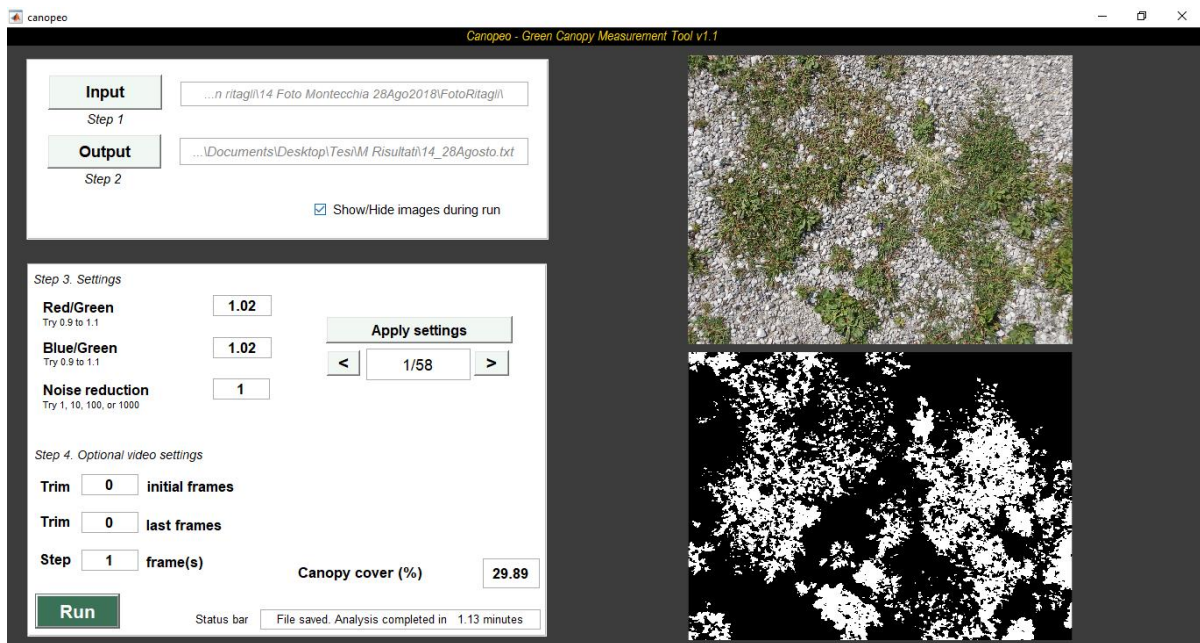 canopeo
Canopeo - Green Canopy Measurement Tool v1.1
Input
...n ritagli\14 Foto Montecchia 28Ago2018\FotoRitagli\
Step 1
Output
...\Documents\Desktop\Tesi\M Risultati\14_28Agosto.txt
Step 2
Show/Hide images during run
Step 3. Settings
Red/Green 1.02
Try 0.9 to 1.1
Apply settings
Blue/Green 1.02
Try 0.9 to 1.1
< 1/58 >
Noise reduction 1
Try 1, 10, 100, or 1000
Step 4. Optional video settings
Trim 0 initial frames
Trim 0 last frames
Step 1 frame(s)
Canopy cover (%) 29.89
Run
Status bar File saved. Analysis completed in 1.13 minutes